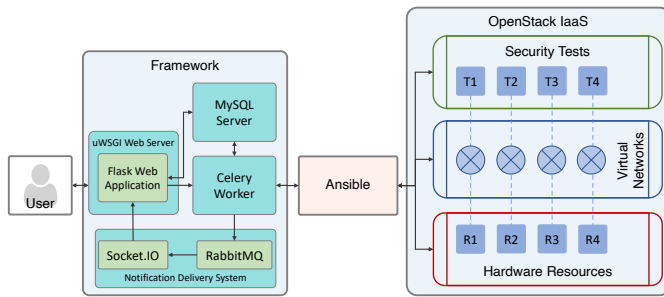 User
Framework
MySQL
Server
uWSGI Web Server
Flask Web
Application
Celery
Worker
Socket.IO
RabbitMQ
Notification Delivery System
Ansible
OpenStack IaaS
Security Tests
T1 T2 T3 T4
Virtual
Networks
R1 R2 R3 R4
Hardware Resources